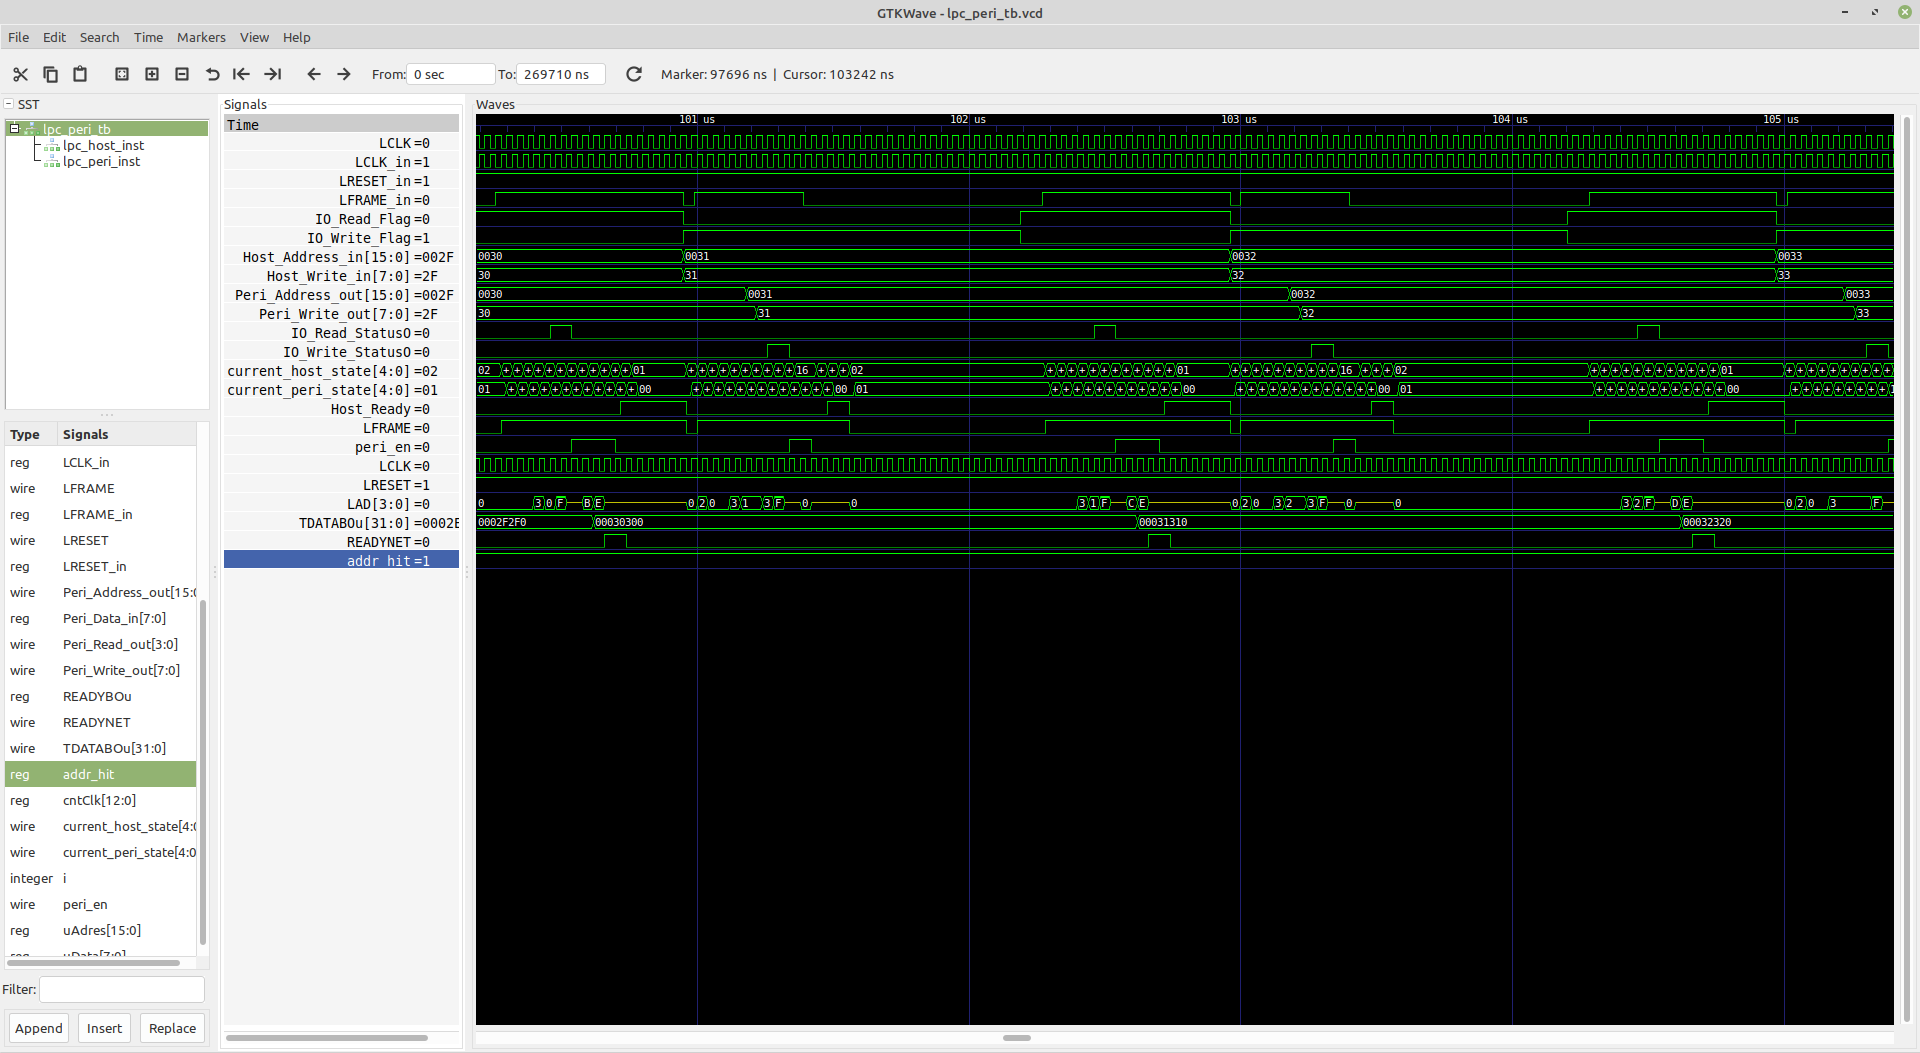 GTKWave - lpc_peri_tb.vcd
File Edit Search Time Markers View Help
From: 0 sec To: 269710 ns Marker: 97696 ns | Cursor: 103242 ns
SST
lpc_peri_tb
lpc_host_inst
lpc_peri_inst
Type Signals
reg LCLK_in
wire LFRAME
reg LFRAME_in
wire LRESET
reg LRESET_in
wire Peri_Address_out[15:0
reg Peri_Data_in[7:0]
wire Peri_Read_out[3:0]
wire Peri_Write_out[7:0]
reg READYBOu
wire READYNET
wire TDATABOu[31:0]
reg addr_hit
reg cntClk[12:0]
wire current_host_state[4:0
wire current_peri_state[4:0
integer i
wire peri_en
reg uAdres[15:0]
reg uData[7:0]
Filter:
Append Insert Replace
Signals
Time
LCLK =0
LCLK_in =1
LRESET_in =1
LFRAME_in =0
IO_Read_Flag =0
IO_Write_Flag =1
Host_Address_in[15:0] =002F
Host_Write_in[7:0] =2F
Peri_Address_out[15:0] =002F
Peri_Write_out[7:0] =2F
IO_Read_StatusO =0
IO_Write_StatusO =0
current_host_state[4:0] =02
current_peri_state[4:0] =01
Host_Ready =0
LFRAME =0
peri_en =0
LCLK =0
LRESET =1
LAD[3:0] =0
TDATABOu[31:0] =0002E
READYNET =0
addr_hit =1
Waves
101 us 102 us 103 us 104 us 105 us
0030 0031 0032 0033
30 31 32 33
0030 0031 0032 0033
30 31 32 33
02 + + + + + + + + + + + + 01 + + + + + + + + + + 16 + + + 02 + + + + + + + + + + + + 01 + + + + + + + + + + 16 + + + 02 + + + + + + + + + + + + 01 + + + + + + + + + +
01 + + + + + + + + + + + + 00 + + + + + + + + + + + + + 00 01 + + + + + + + + + + + + 00 + + + + + + + + + + + + + 00 01 + + + + + + + + + + + + 00 + + + + + + + + + 1
0 3 0 F B E 0 2 0 3 1 3 F 0 0 3 1 F C E 0 2 0 3 2 3 F 0 0 3 2 F D E 0 2 0 3 F
0002F2F0 00030300 00031310 00032320